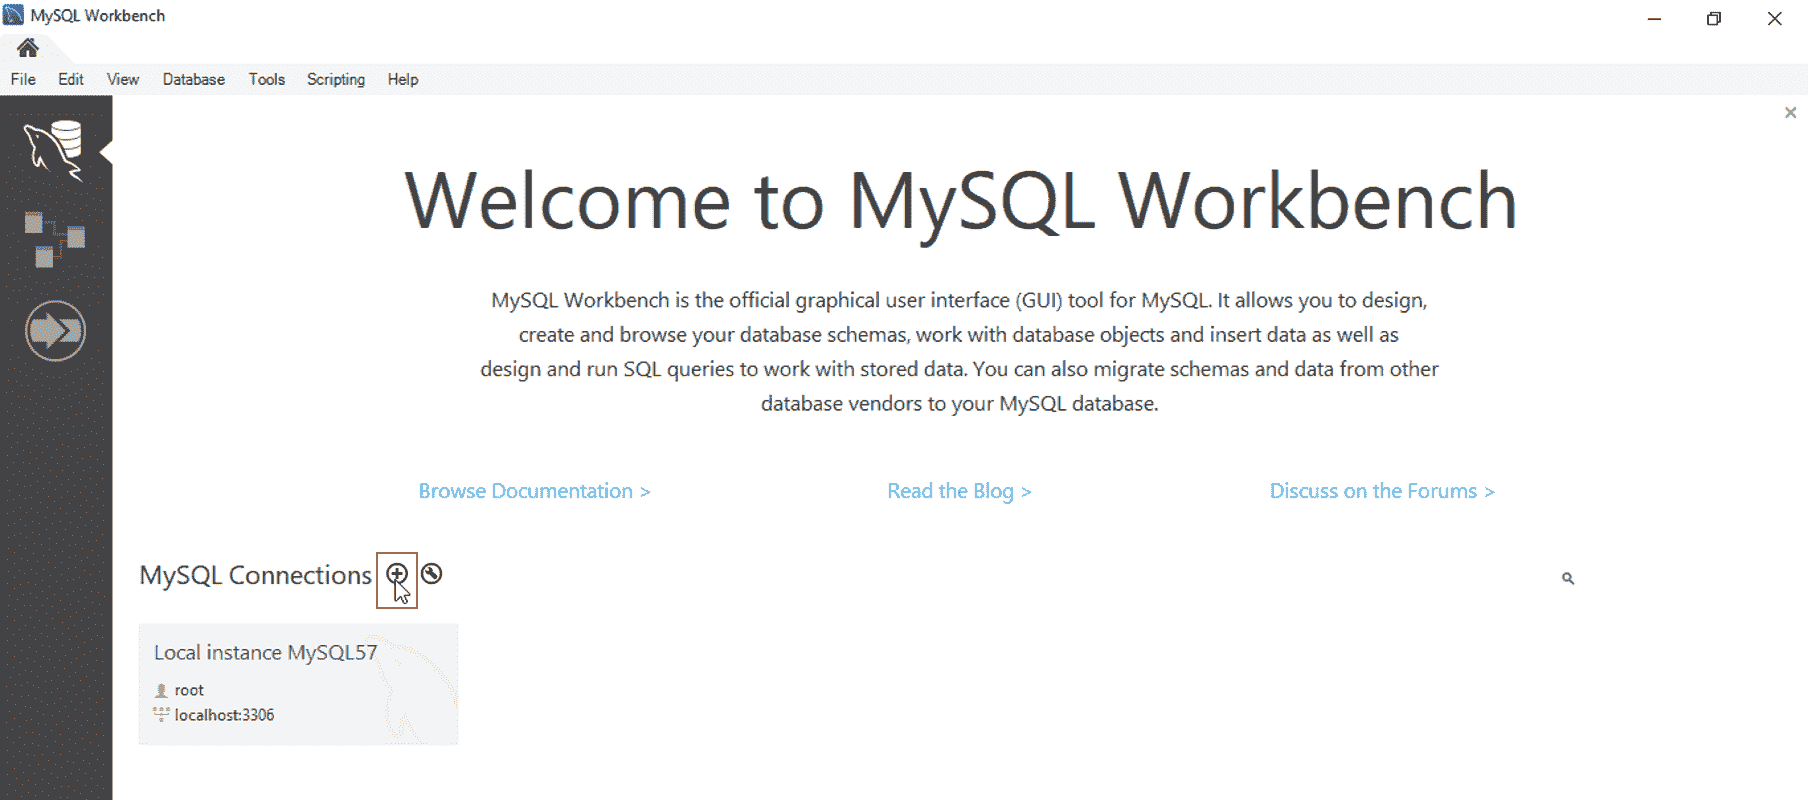 MySQL Workbench
File Edit View Database Tools Scripting Help
Welcome to MySQL Workbench
MySQL Workbench is the official graphical user interface (GUI) tool for MySQL. It allows you to design,
create and browse your database schemas, work with database objects and insert data as well as
design and run SQL queries to work with stored data. You can also migrate schemas and data from other
database vendors to your MySQL database.
Browse Documentation > Read the Blog > Discuss on the Forums >
MySQL Connections
Local instance MySQL57
root
localhost:3306